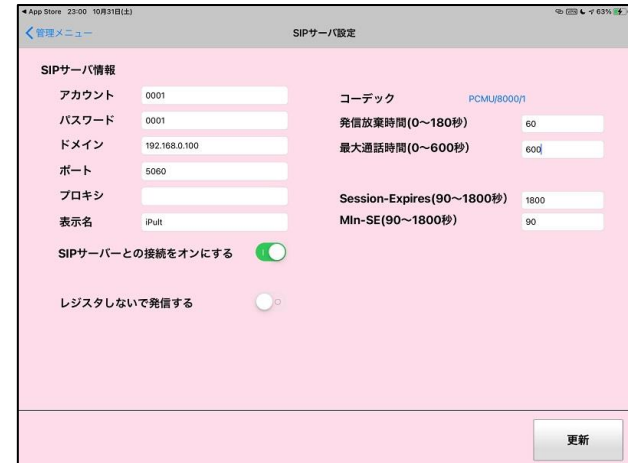 ◀App Store 23:00 10月31日(土) 63%
管理メニュー SIPサーバ設定
SIPサーバ情報
アカウント 0001
パスワード 0001
ドメイン 192.168.0.100
ポート 5060
プロキシ
表示名 iPult
SIPサーバーとの接続をオンにする
レジスタしないで発信する
コーデック PCMU/8000/1
発信放棄時間(0〜180秒) 60
最大通話時間(0〜600秒) 600
Session-Expires(90〜1800秒) 1800
MIn-SE(90〜1800秒) 90
更新